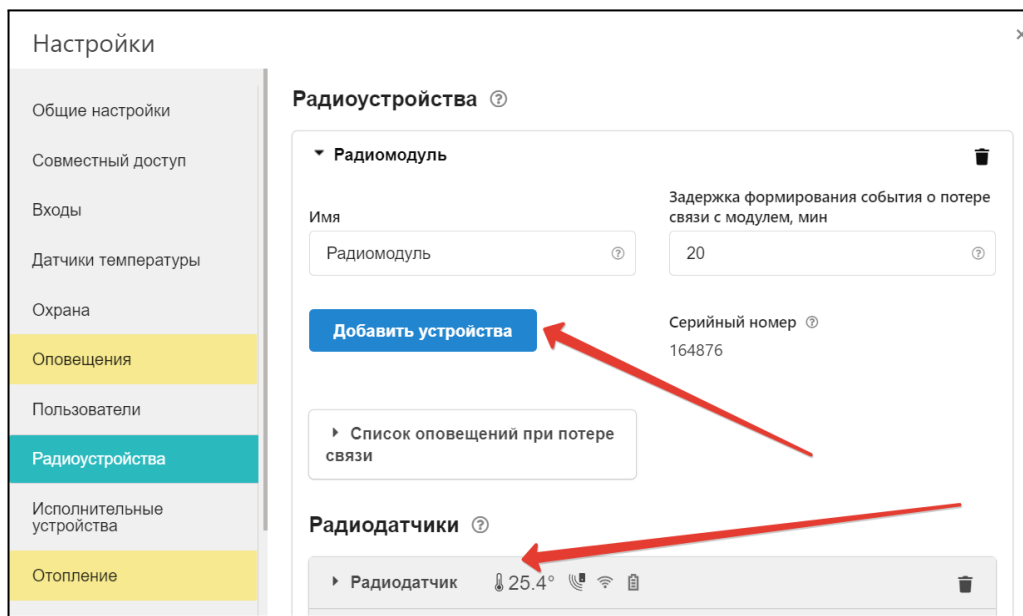 Настройки
Общие настройки
Совместный доступ
Входы
Датчики температуры
Охрана
Оповещения
Пользователи
Радиоустройства
Исполнительные
устройства
Отопление
Радиоустройства
Радиомодуль
Имя
Радиомодуль
Задержка формирования события о потере
связи с модулем, мин
20
Добавить устройства
Серийный номер
164876
Список оповещений при потере
связи
Радиодатчики
Радиодатчик 25.4°